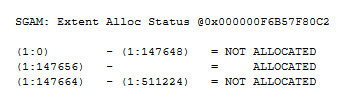 SGAM: Extent Alloc Status @0x000000F6B57F80C2
(1:0) - (1:147648) = NOT ALLOCATED
(1:147656) - = ALLOCATED
(1:147664) - (1:511224) = NOT ALLOCATED